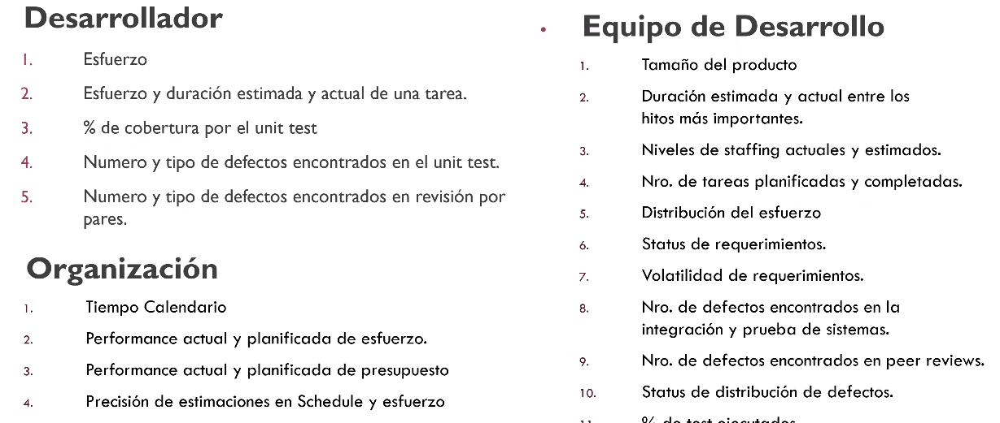 Desarrollador
1. Esfuerzo
2. Esfuerzo y duración estimada y actual de una tarea.
3. % de cobertura por el unit test
4. Numero y tipo de defectos encontrados en el unit test.
5. Numero y tipo de defectos encontrados en revisión por
pares.
Organización
1. Tiempo Calendario
2. Performance actual y planificada de esfuerzo.
3. Performance actual y planificada de presupuesto
4. Precisión de estimaciones en Schedule y esfuerzo
• Equipo de Desarrollo
1. Tamaño del producto
2. Duración estimada y actual entre los
hitos más importantes.
3. Niveles de staffing actuales y estimados.
4. Nro. de tareas planificadas y completadas.
5. Distribución del esfuerzo
6. Status de requerimientos.
7. Volatilidad de requerimientos.
8. Nro. de defectos encontrados en la
integración y prueba de sistemas.
9. Nro. de defectos encontrados en peer reviews.
10. Status de distribución de defectos.
11. % de test ejecutados